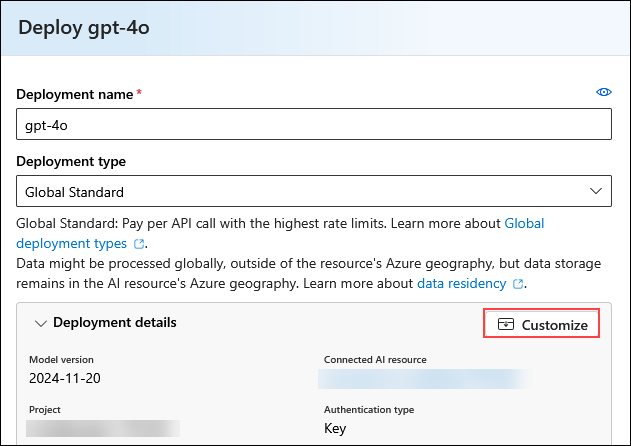 Deploy gpt-4o
Deployment name *
gpt-4o
Deployment type
Global Standard
Global Standard: Pay per API call with the highest rate limits. Learn more about Global
deployment types.
Data might be processed globally, outside of the resource's Azure geography, but data storage
remains in the AI resource's Azure geography. Learn more about data residency.
Deployment details
Customize
Model version
Connected AI resource
2024-11-20
Project
Authentication type
Key